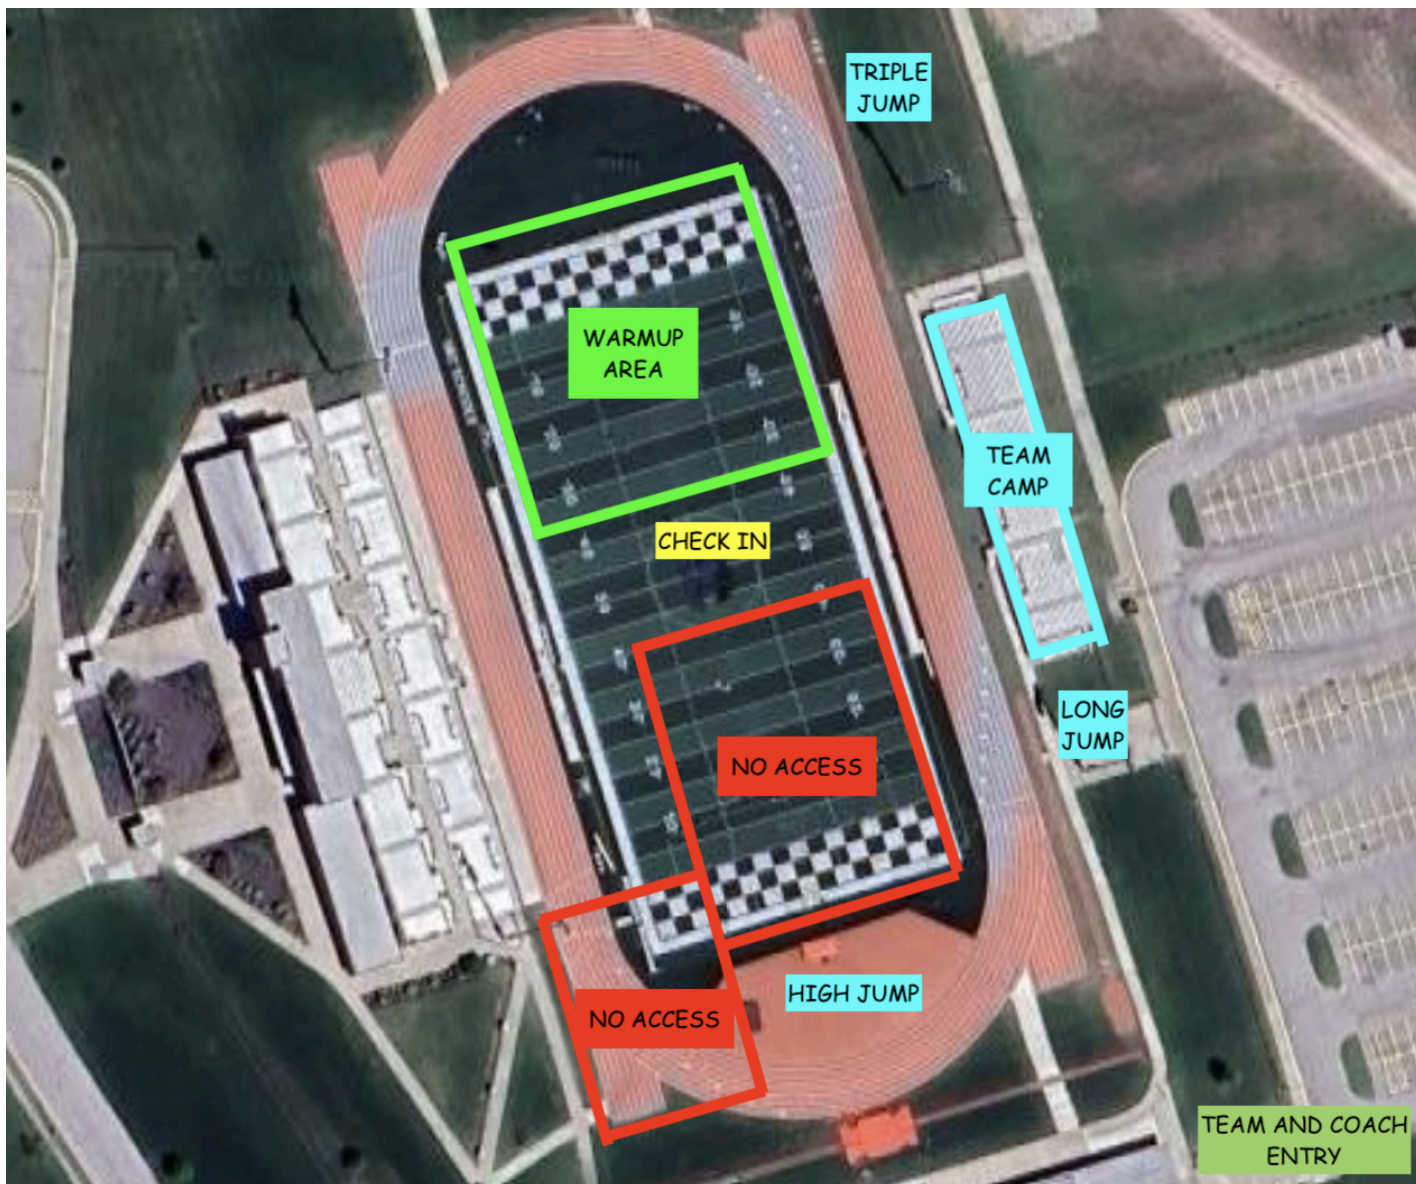 TRIPLE
JUMP
WARMUP
AREA
TEAM
CAMP
CHECK IN
LONG
JUMP
NO ACCESS
HIGH JUMP
NO ACCESS
TEAM AND COACH
ENTRY